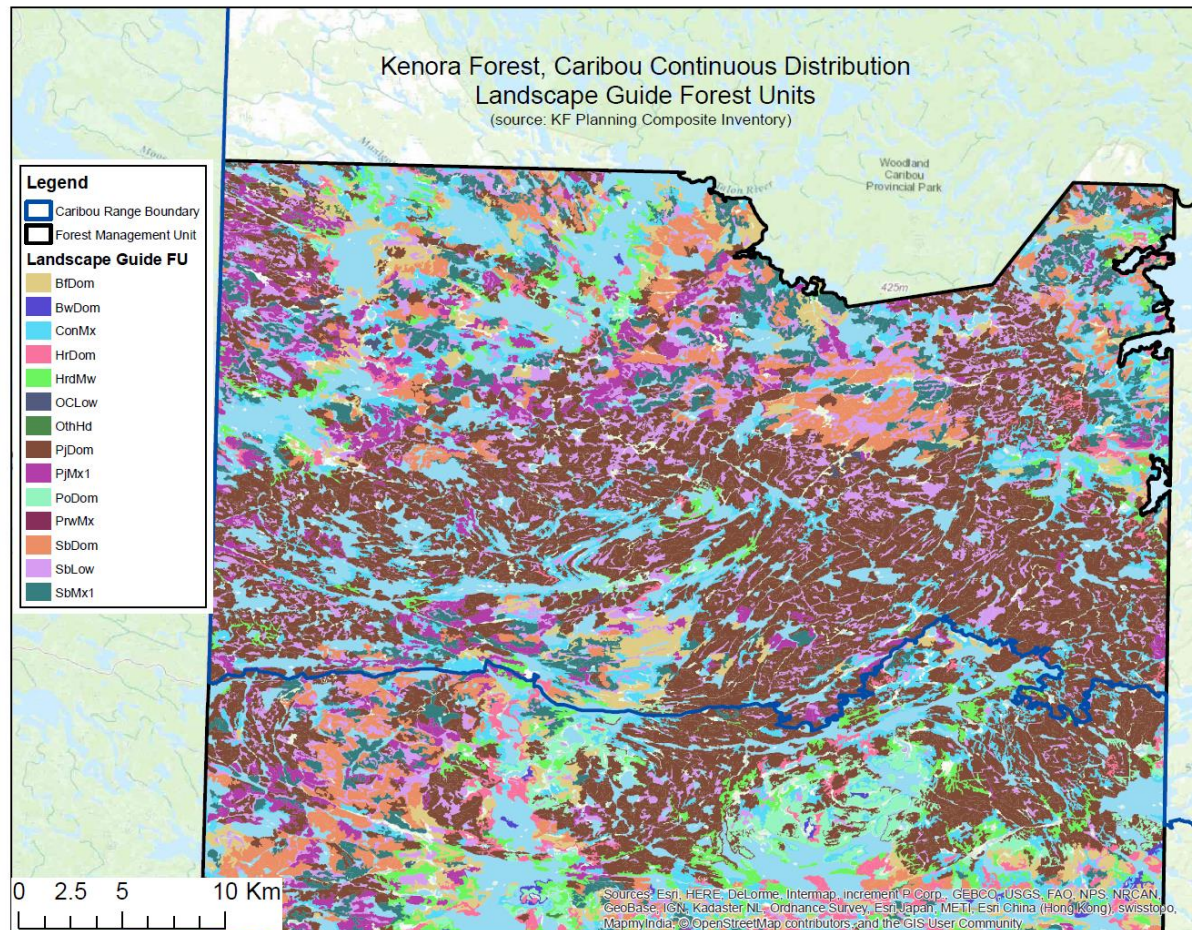 Kenora Forest, Caribou Continuous Distribution
Landscape Guide Forest Units
(source: KF Planning Composite Inventory)
Woodland
Caribou
Provincial Park
River
425m
Legend
Caribou Range Boundary
Forest Management Unit
Landscape Guide FU
BfDom
BwDom
ConMx
HrDom
HrdMw
OCLow
OthHd
PjDom
PjMx1
PoDom
PrwMx
SbDom
SbLow
SbMx1
0 2.5 5 10 Km
Sources: Esri, HERE, DeLorme, Intermap, increment P Corp., GEBCO, USGS, FAO, NPS, NRCAN,
GeoBase, IGN, Kadaster NL, Ordnance Survey, Esri Japan, METI, Esri China (Hong Kong), swisstopo,
MapmyIndia, © OpenStreetMap contributors, and the GIS User Community